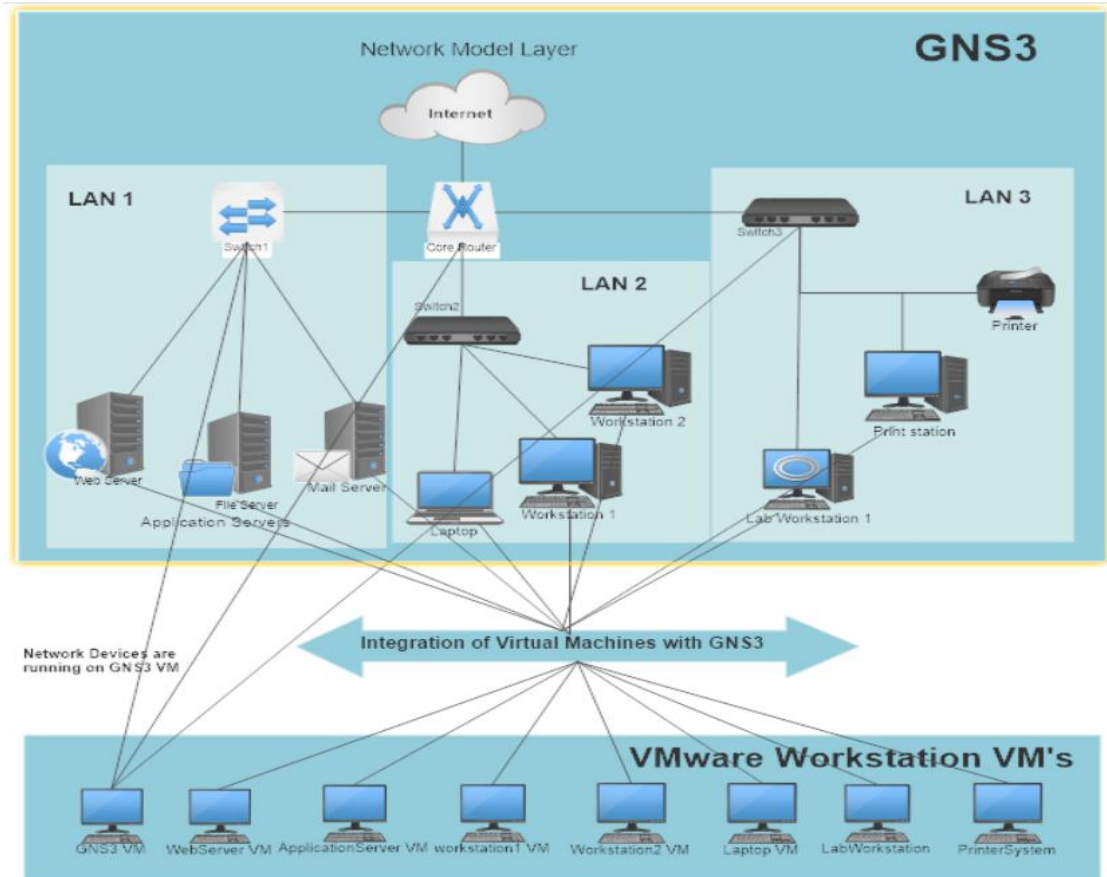 GNS3
Network Model Layer
Internet
LAN 1
Switch1
Core Router
LAN 2
Switch2
LAN 3
Switch3
Printer
Web Server
File Server
Application Servers
Mail Server
Laptop
Workstation 1
Workstation 2
Print station
Lab Workstation 1
Integration of Virtual Machines with GNS3
Network Devices are
running on GNS3 VM
VMware Workstation VM's
GNS3 VM
WebServer VM
ApplicationServer VM
workstation1 VM
Workstation2 VM
Laptop VM
LabWorkstation
PrinterSystem